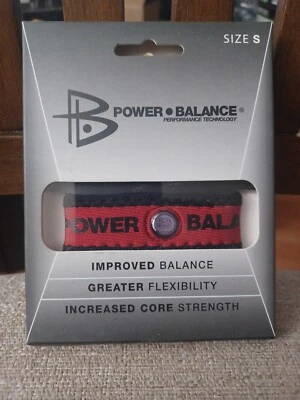 SIZE S
POWER BALANCE®
PERFORMANCE TECHNOLOGY
POWER BALA
IMPROVED BALANCE
GREATER FLEXIBILITY
INCREASED CORE STRENGTH